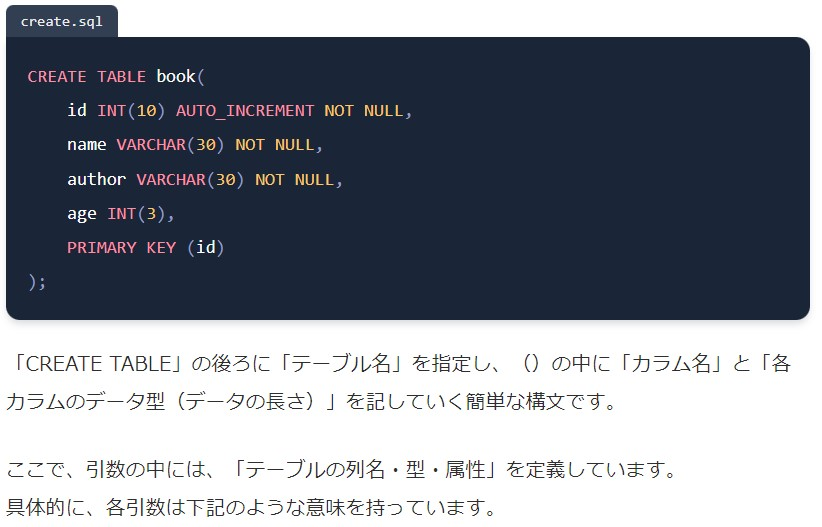 create.sql
CREATE TABLE book(
    id INT(10) AUTO_INCREMENT NOT NULL,
    name VARCHAR(30) NOT NULL,
    author VARCHAR(30) NOT NULL,
    age INT(3),
    PRIMARY KEY (id)
);
「CREATE TABLE」の後ろに「テーブル名」を指定し、（）の中に「カラム名」と「各
カラムのデータ型（データの長さ）」を記していく簡単な構文です。
ここで、引数の中には、「テーブルの列名・型・属性」を定義しています。
具体的に、各引数は下記のような意味を持っています。